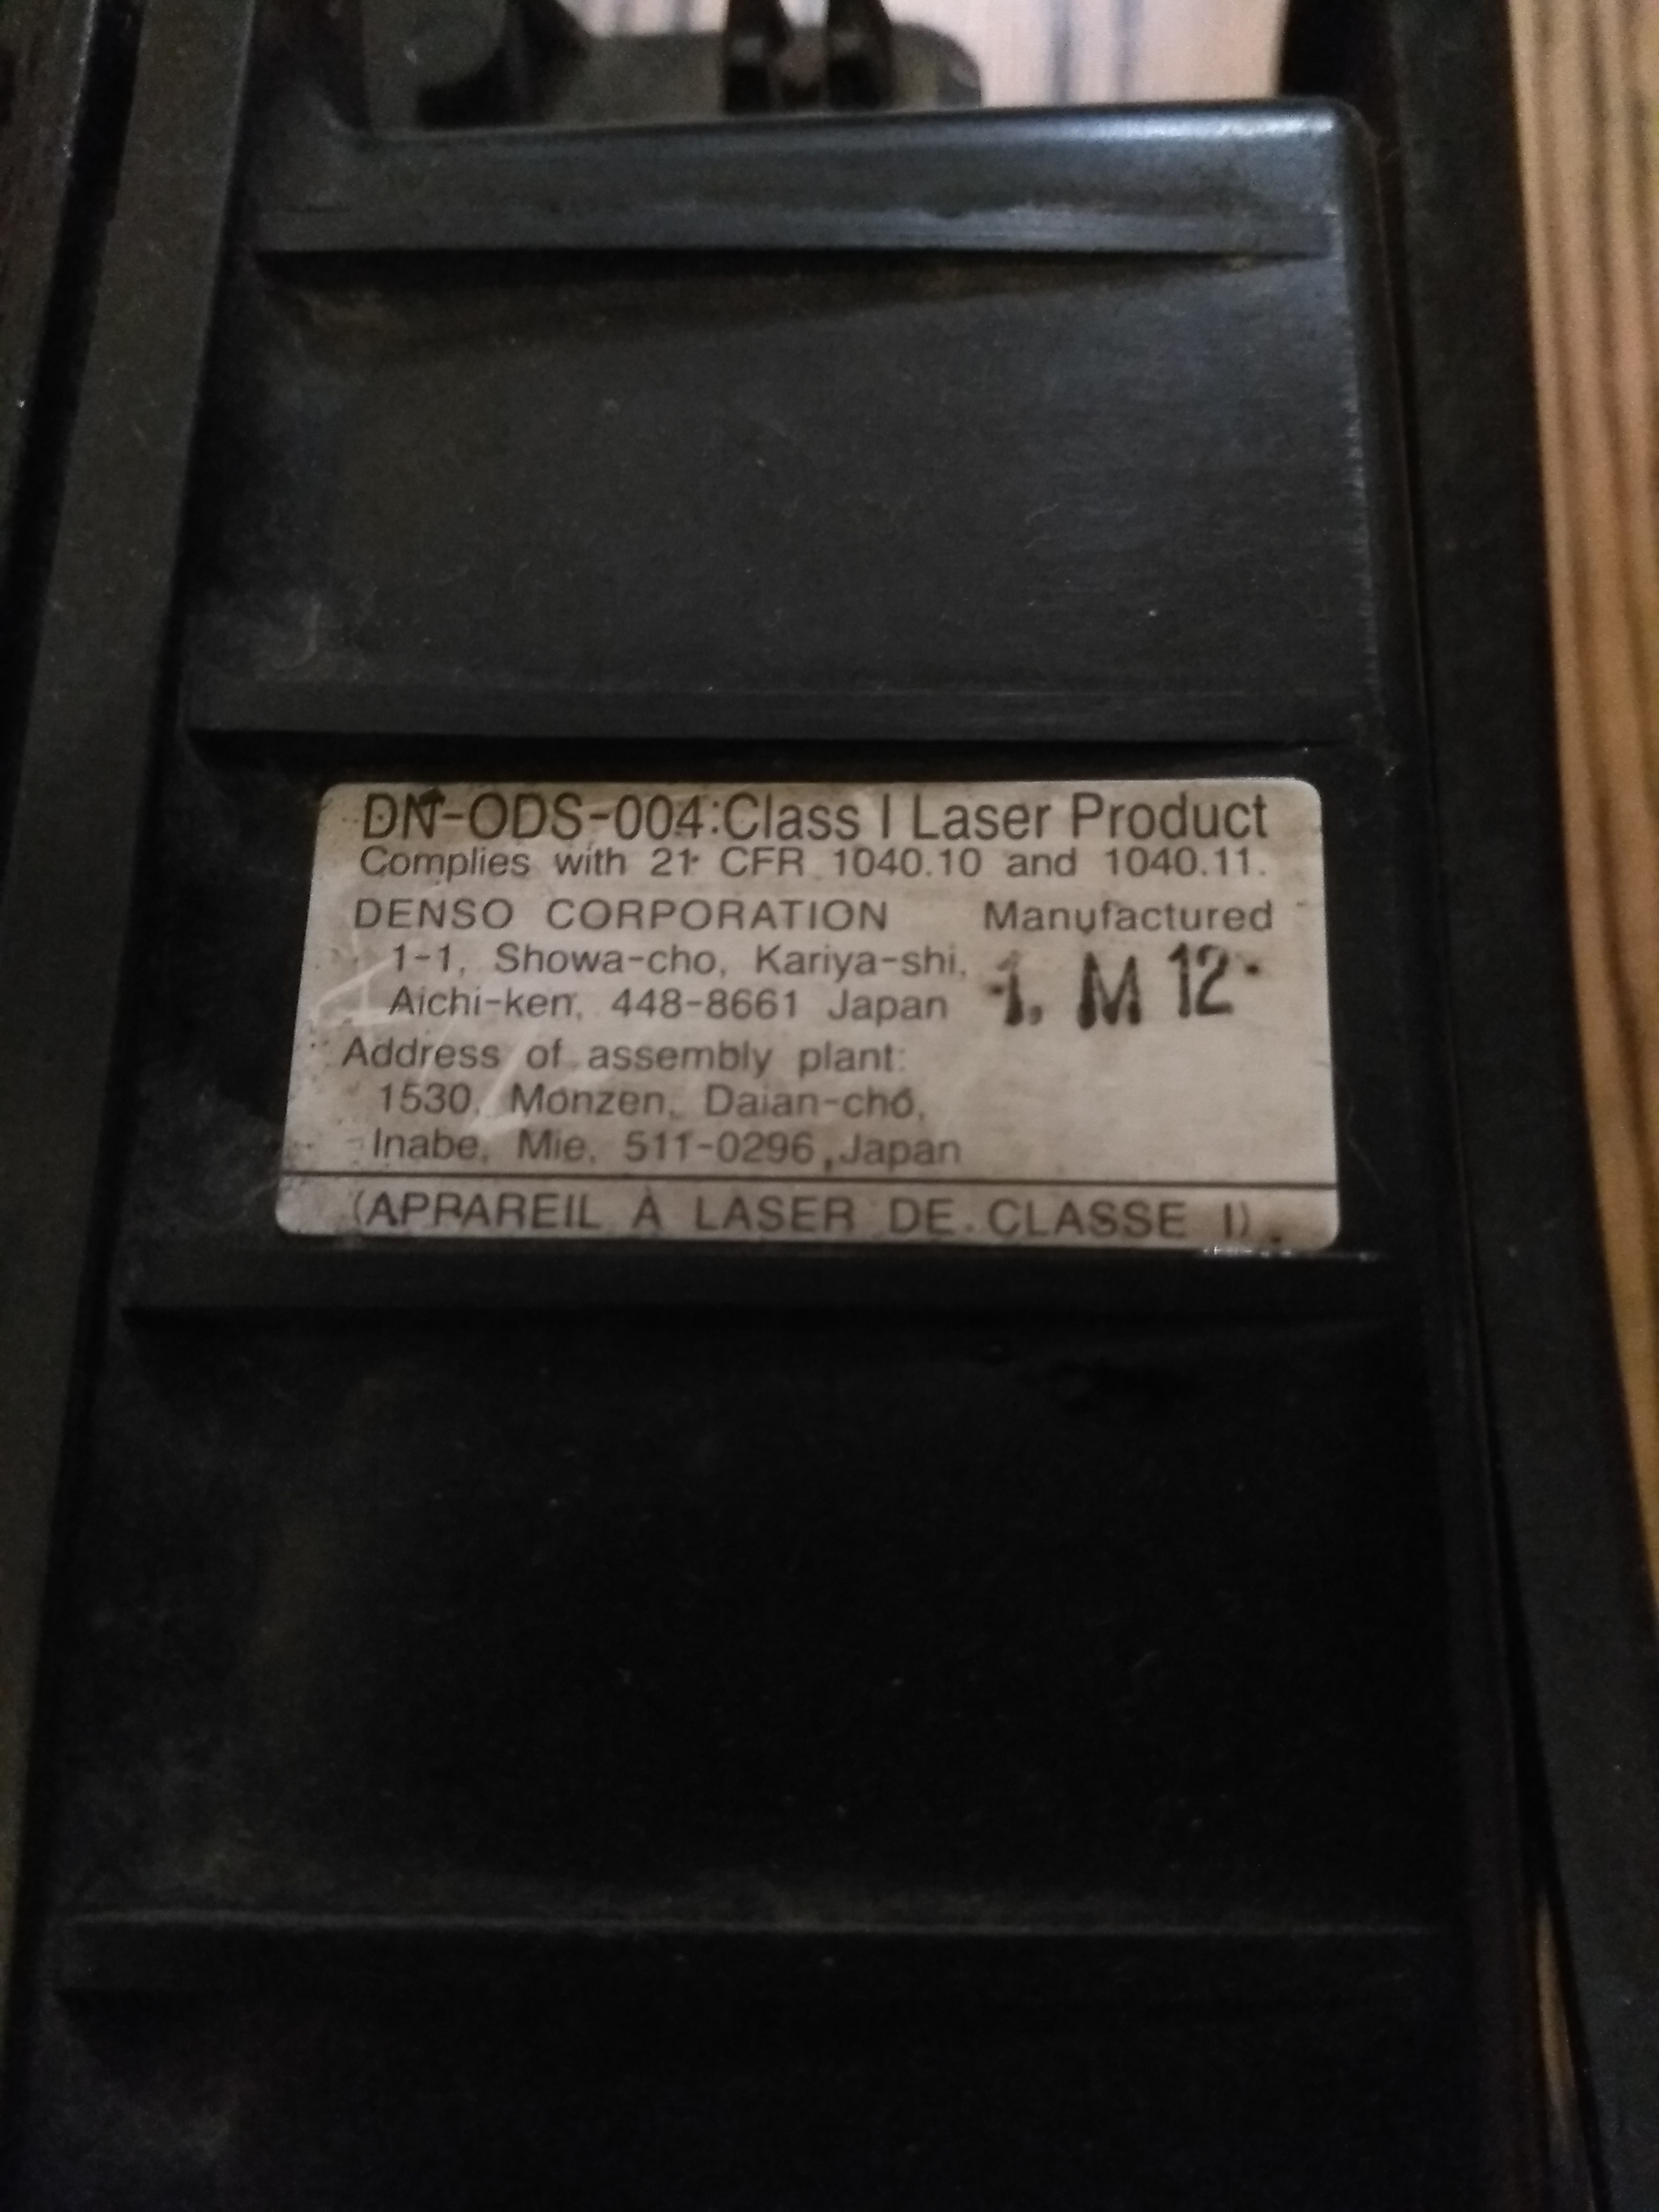 DN-ODS-004:Class I Laser Product
Complies with 21 CFR 1040.10 and 1040.11.
DENSO CORPORATION Manufactured
1-1, Showa-cho, Kariya-shi,
Aichi-ken, 448-8661 Japan 1. M 12
Address of assembly plant:
1530, Monzen, Daian-cho,
Inabe, Mie, 511-0296,Japan
(APPAREIL À LASER DE CLASSE I)